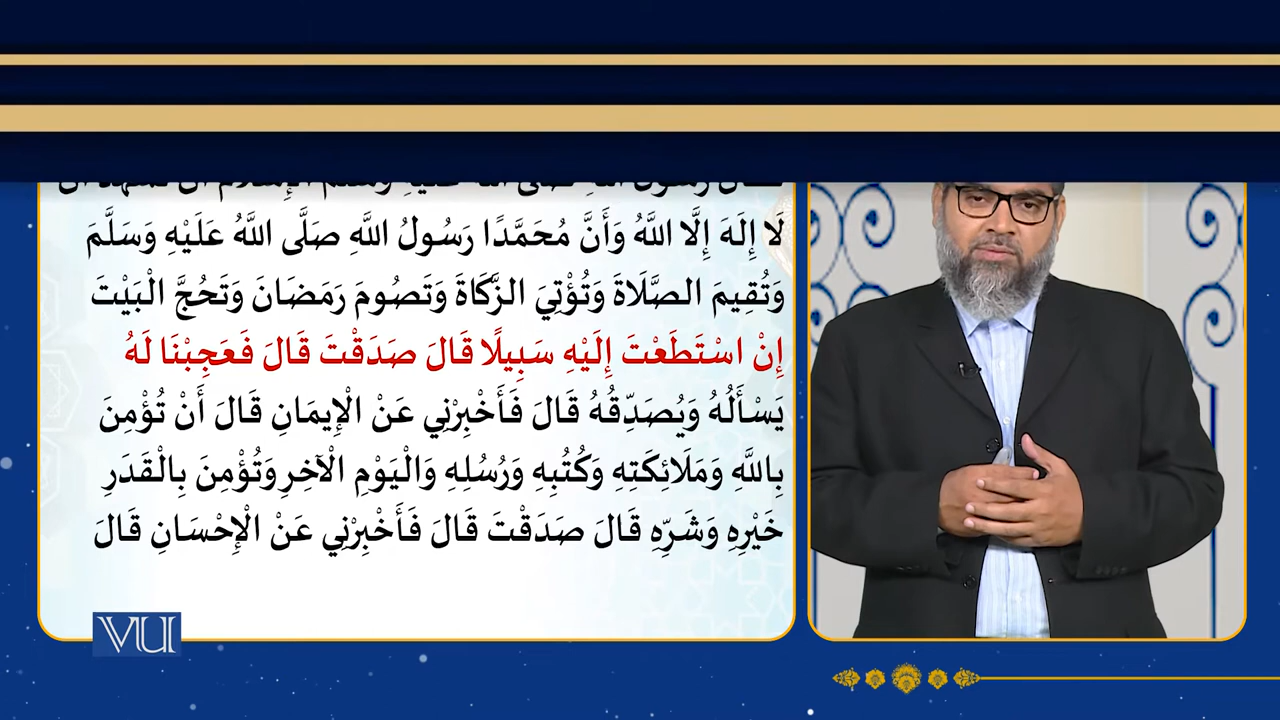 لَا إِلَهَ إِلَّا اللَّهُ وَأَنَّ مُحَمَّدًا رَسُولُ اللَّهِ صَلَّى اللَّهُ عَلَيْهِ وَسَلَّمَ
وَتُقِيمَ الصَّلَاةَ وَتُؤْتِيَ الزَّكَاةَ وَتَصُومَ رَمَضَانَ وَتَحُجَّ الْبَيْتَ
إِنْ اسْتَطَعْتَ إِلَيْهِ سَبِيلًا قَالَ صَدَقْتَ قَالَ فَعَجِبْنَا لَهُ
يَسْأَلُهُ وَيُصَدِّقُهُ قَالَ فَأَخْبِرْنِي عَنْ الْإِيمَانِ قَالَ أَنْ تُؤْمِنَ
بِاللَّهِ وَمَلَائِكَتِهِ وَكُتُبِهِ وَرُسُلِهِ وَالْيَوْمِ الْآخِرِ وَتُؤْمِنَ بِالْقَدَرِ
خَيْرِهِ وَشَرِّهِ قَالَ صَدَقْتَ قَالَ فَأَخْبِرْنِي عَنْ الْإِحْسَانِ قَالَ
VU